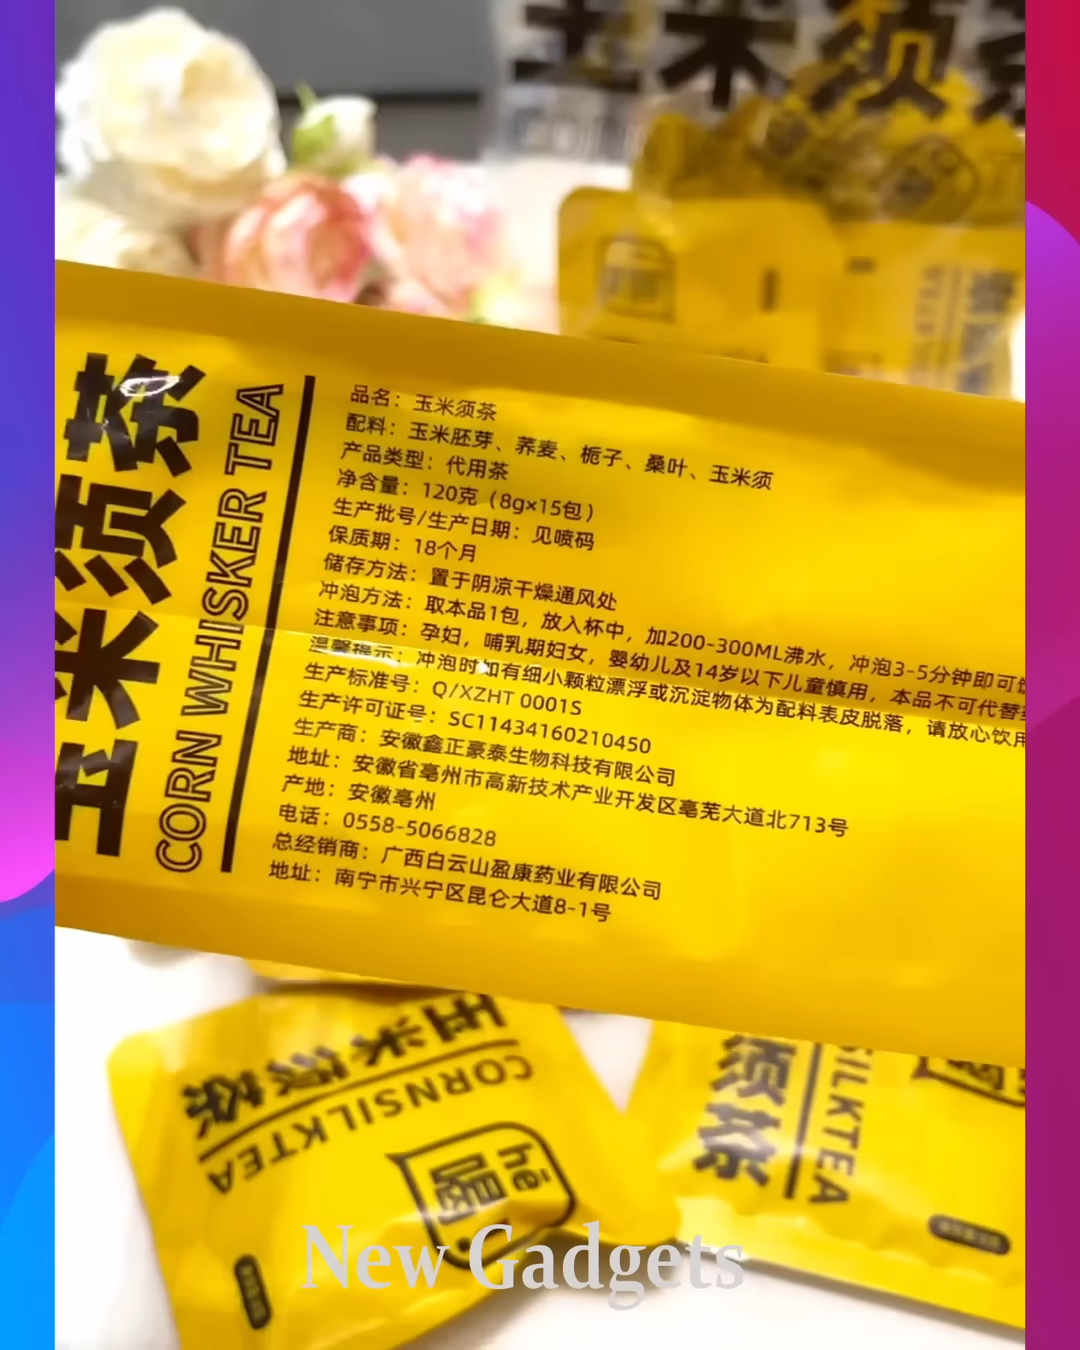 玉米须
玉米须茶
CORN WHISKER TEA
品名：玉米须茶
配料：玉米胚芽、荞麦、栀子、桑叶、玉米须
产品类型：代用茶
净含量：120克（8g×15包）
生产批号/生产日期：见喷码
保质期：18个月
储存方法：置于阴凉干燥通风处
冲泡方法：取本品1包，放入杯中，加200-300ML沸水，冲泡3-5分钟即可
注意事项：孕妇，哺乳期妇女，婴幼儿及14岁以下儿童慎用，本品不可代替
温馨提示：冲泡时如有细小颗粒漂浮或沉淀物体为配料表皮脱落，请放心饮用
生产标准号：Q/XZHT 0001S
生产许可证号：SC11434160210450
生产商：安徽鑫正豪泰生物科技有限公司
地址：安徽省亳州市高新技术产业开发区亳芜大道北713号
产地：安徽亳州
电话：0558-5066828
总经销商：广西白云山盈康药业有限公司
地址：南宁市兴宁区昆仑大道8-1号
玉米须茶
CORNSILKTEA
hē
喝
须茶
SILKTEA
New Gadgets